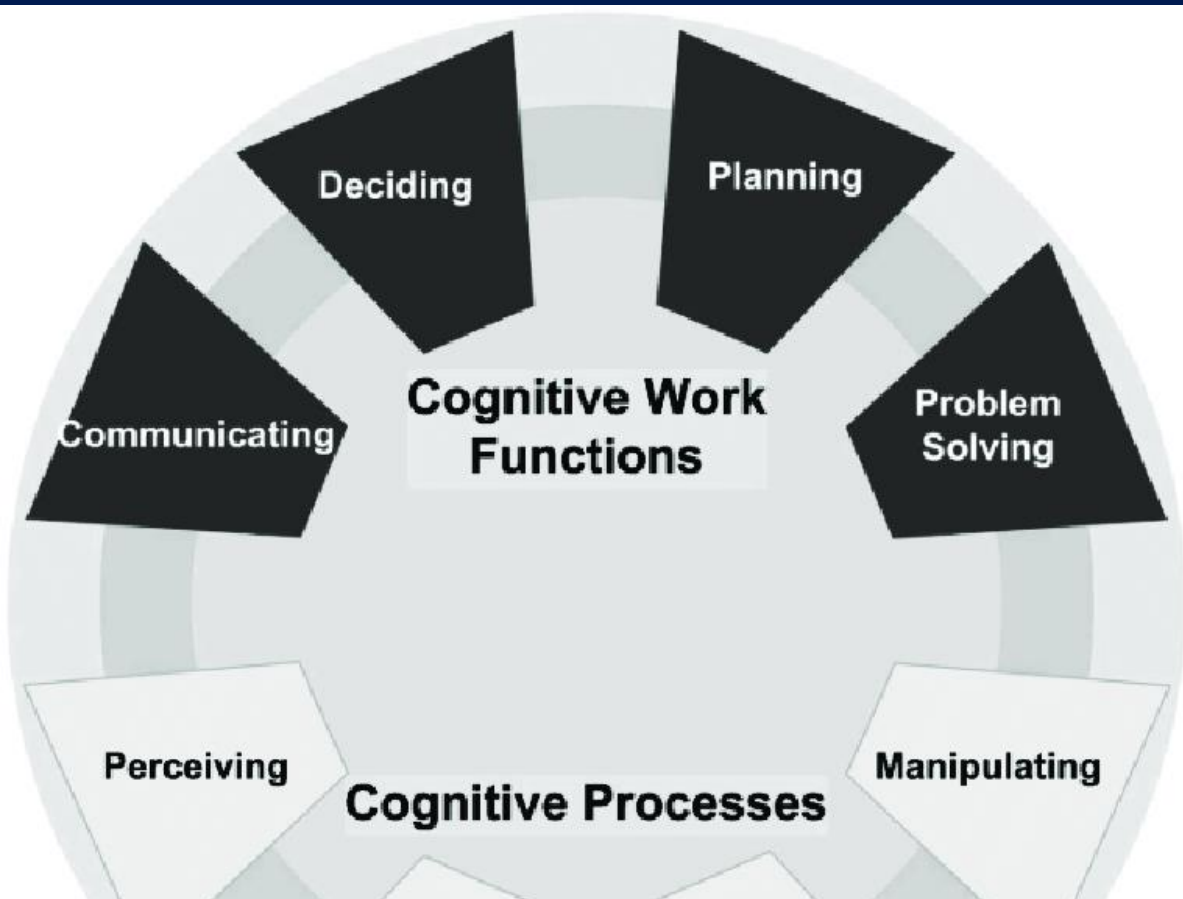 Deciding
Planning
Communicating
Cognitive Work
Functions
Problem
Solving
Perceiving
Cognitive Processes
Manipulating